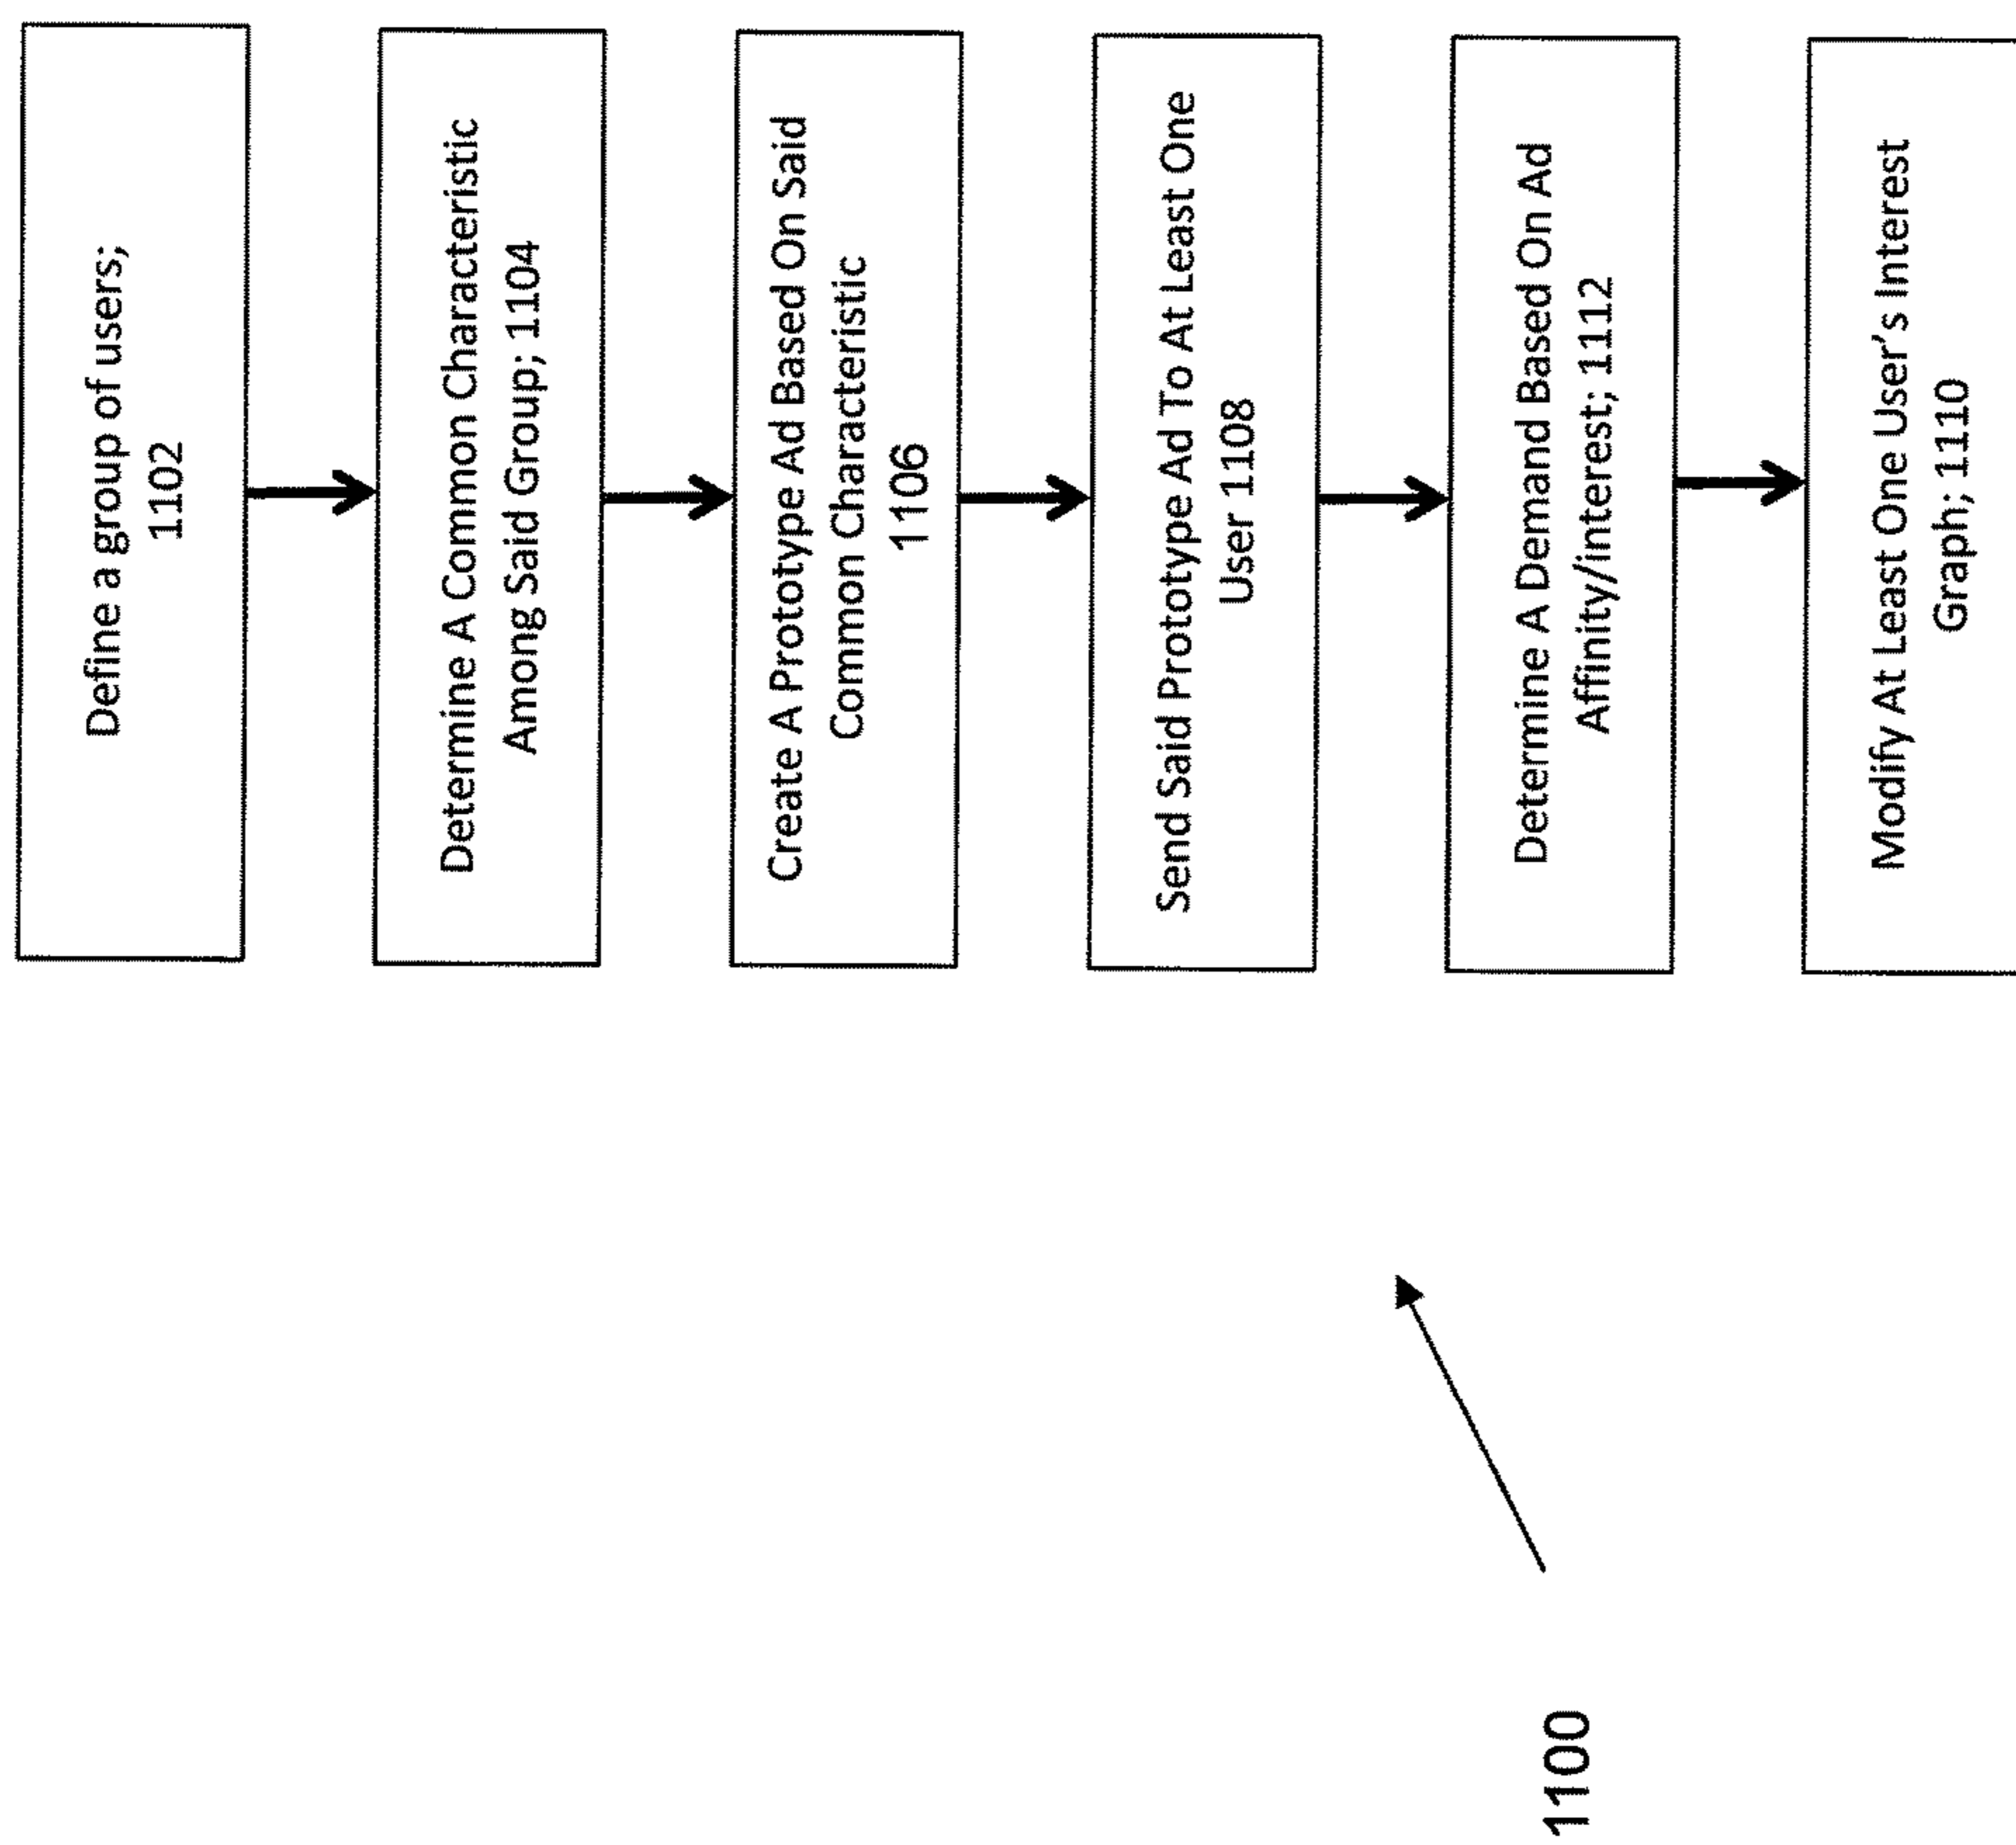 Define a group of users;
1102
Determine A Common Characteristic
Among Said Group; 1104
Create A Prototype Ad Based On Said
Common Characteristic
1106
Send Said Prototype Ad To At Least One
User 1108
Determine A Demand Based On Ad
Affinity/interest; 1112
Modify At Least One User's Interest
Graph; 1110
1100